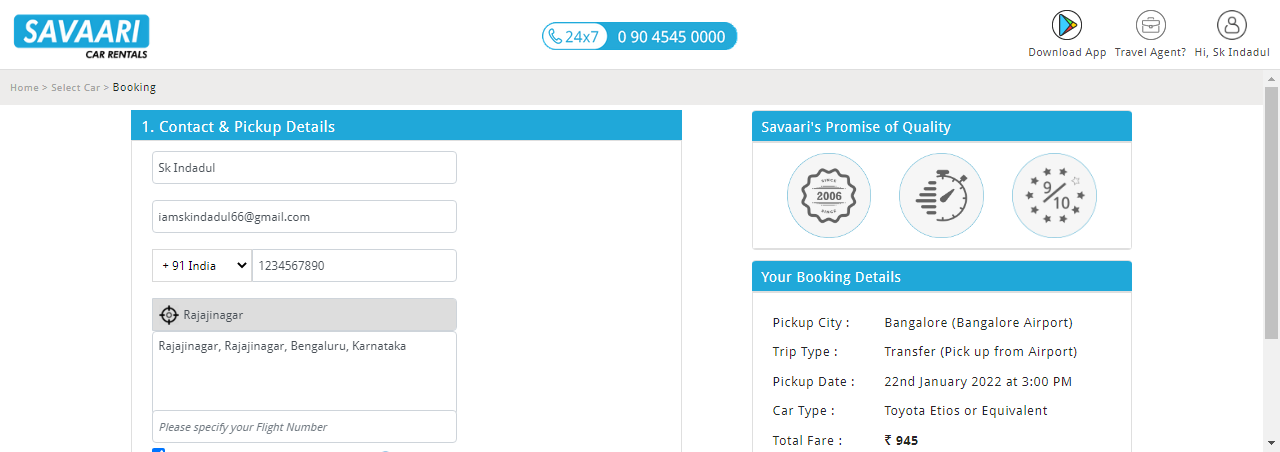 SAVAARI
CAR RENTALS
24x7 0 90 4545 0000
Download App
Travel Agent?
Hi, Sk Indadul
Home > Select Car > Booking
1. Contact & Pickup Details
Sk Indadul
iamskindadul66@gmail.com
+ 91 India
1234567890
Rajajinagar
Rajajinagar, Rajajinagar, Bengaluru, Karnataka
Please specify your Flight Number
Savaari's Promise of Quality
SINCE
2006
SINCE
9/10
Your Booking Details
Pickup City : Bangalore (Bangalore Airport)
Trip Type : Transfer (Pick up from Airport)
Pickup Date : 22nd January 2022 at 3:00 PM
Car Type : Toyota Etios or Equivalent
Total Fare : ₹ 945